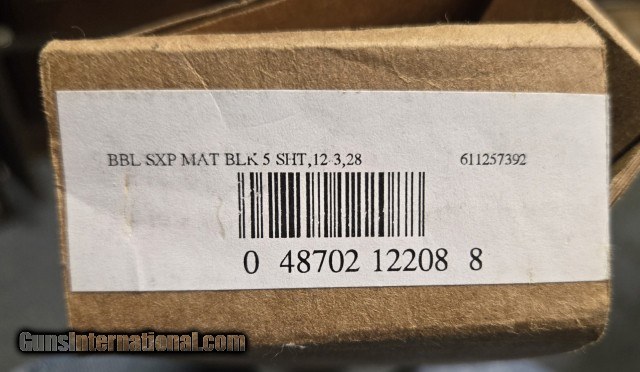 BBL SXP MAT BLK 5 SHT,12-3,28 611257392
0 48702 12208 8
GunsInternational.com